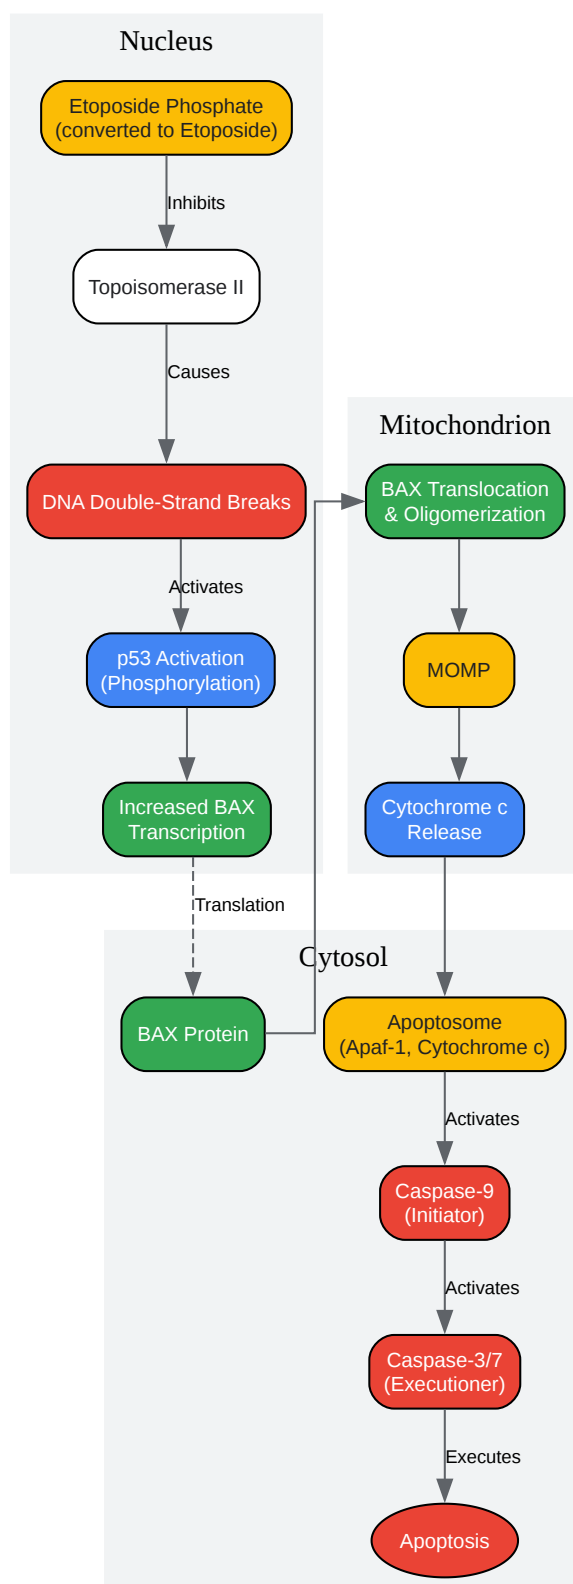 Nucleus
Etoposide Phosphate
(converted to Etoposide)
Inhibits
Topoisomerase II
Causes
DNA Double-Strand Breaks
Activates
p53 Activation
(Phosphorylation)
Increased BAX
Transcription
Translation
Mitochondrion
BAX Translocation
& Oligomerization
MOMP
Cytochrome c
Release
Cytosol
BAX Protein
Apoptosome
(Apaf-1, Cytochrome c)
Activates
Caspase-9
(Initiator)
Activates
Caspase-3/7
(Executioner)
Executes
Apoptosis